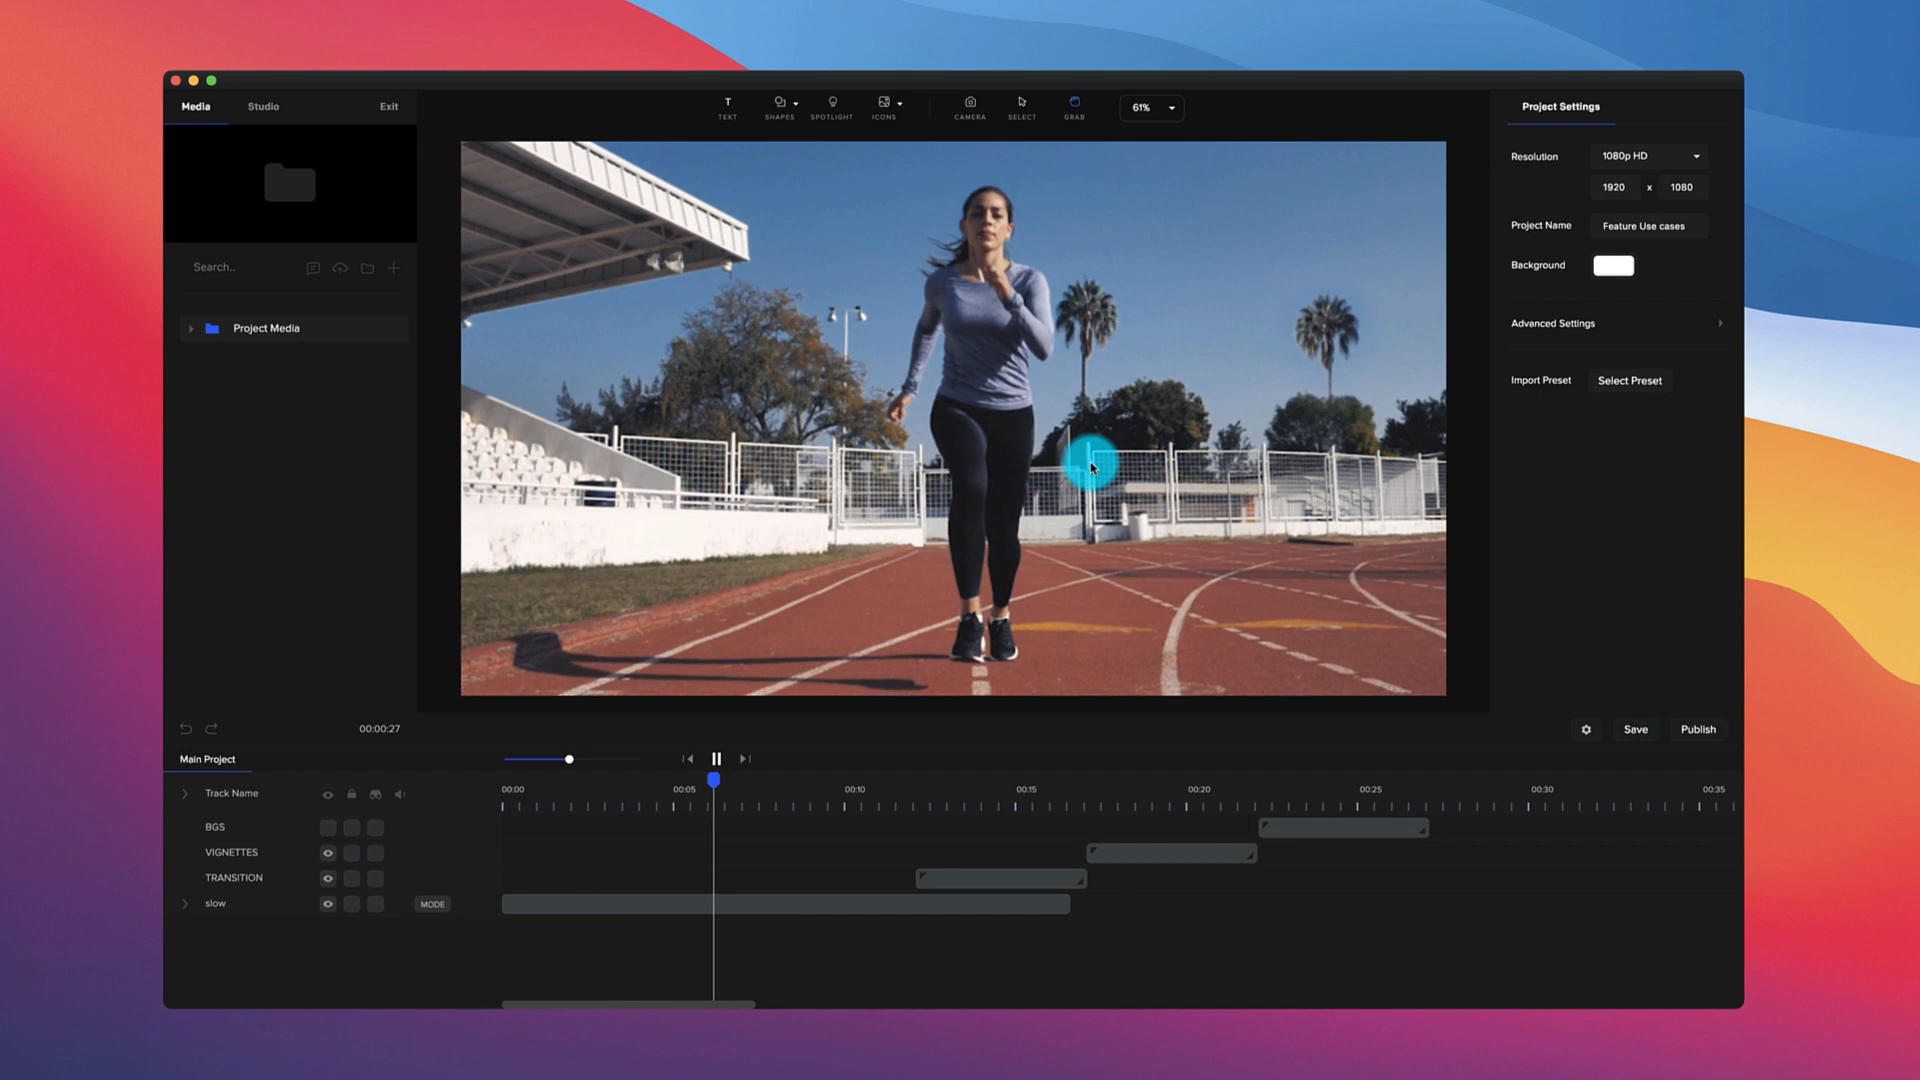 Media Studio Exit
TEXT SHAPES SPOTLIGHT ICONS CAMERA SELECT GRAB 61%
Project Settings
Resolution 1080p HD
1920 x 1080
Project Name Feature Use cases
Background
Advanced Settings
Import Preset Select Preset
Search..
Project Media
00:00:27
Save Publish
Main Project
Track Name
00:00 00:05 00:10 00:15 00:20 00:25 00:30 00:35
BGS
VIGNETTES
TRANSITION
slow MODE